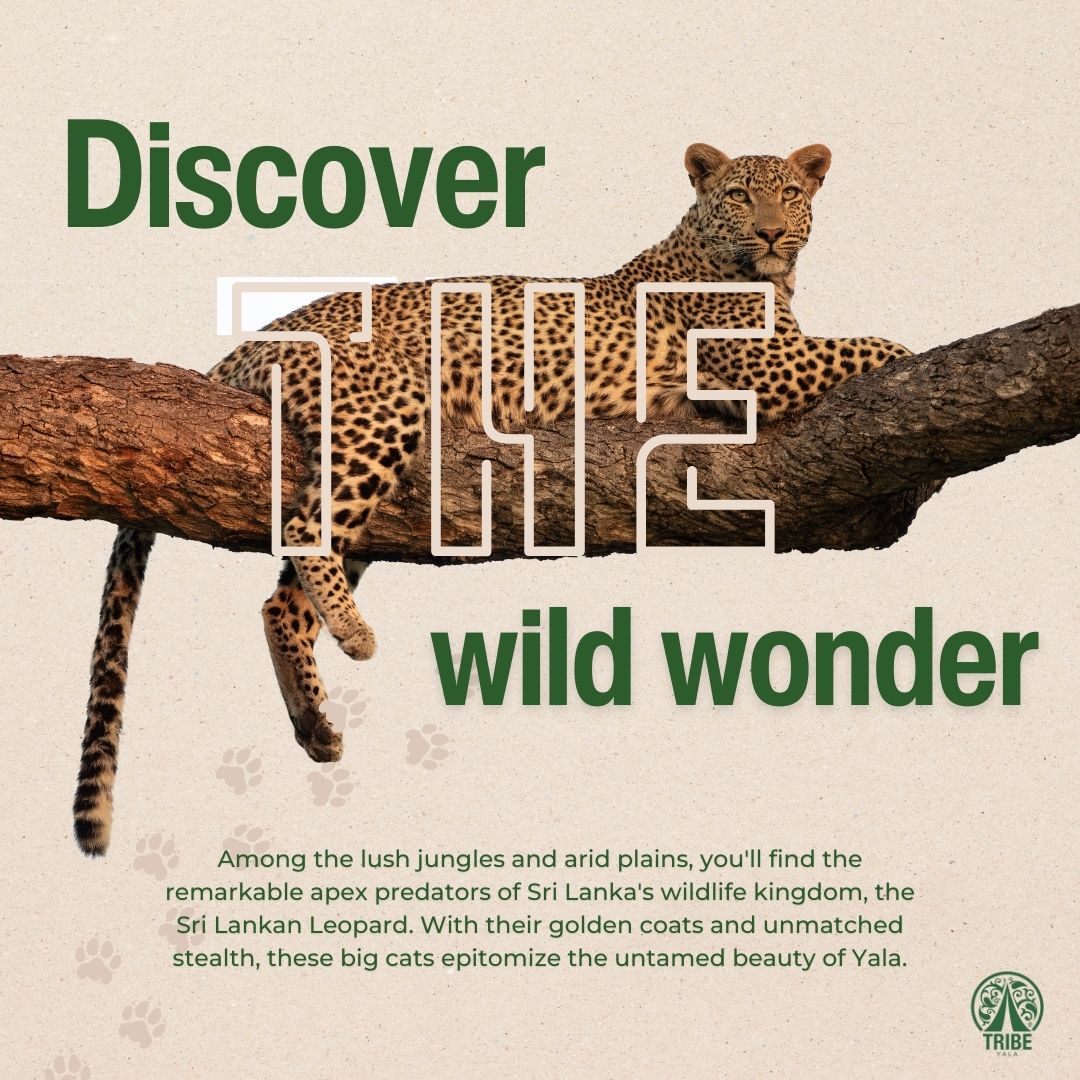 Discover
THE
wild wonder
Among the lush jungles and arid plains, you'll find the
remarkable apex predators of Sri Lanka's wildlife kingdom, the
Sri Lankan Leopard. With their golden coats and unmatched
stealth, these big cats epitomize the untamed beauty of Yala.
TRIBE
YALA